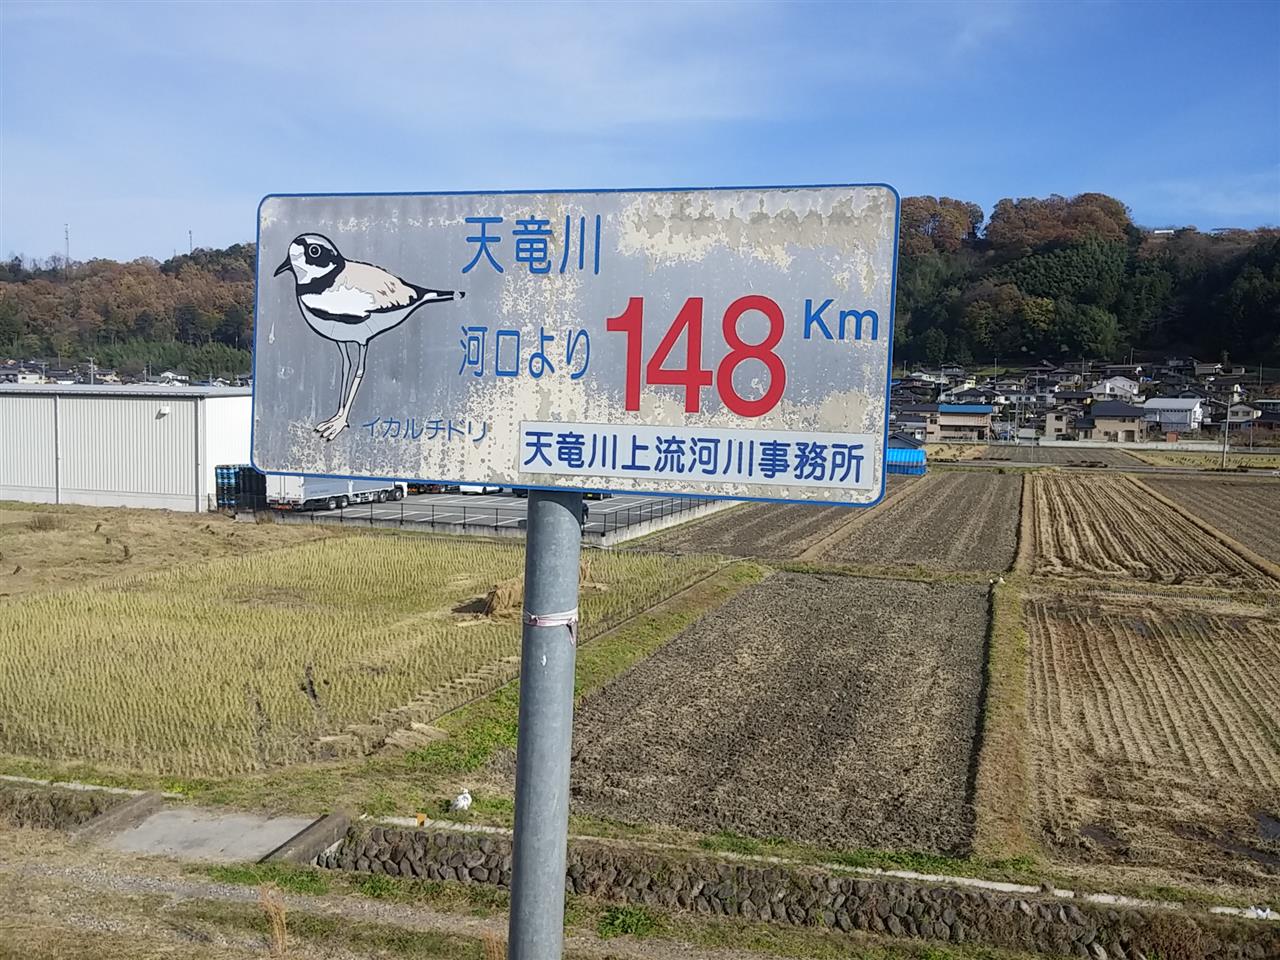 天竜川
河口より 148 Km
イカルチドリ
天竜川上流河川事務所